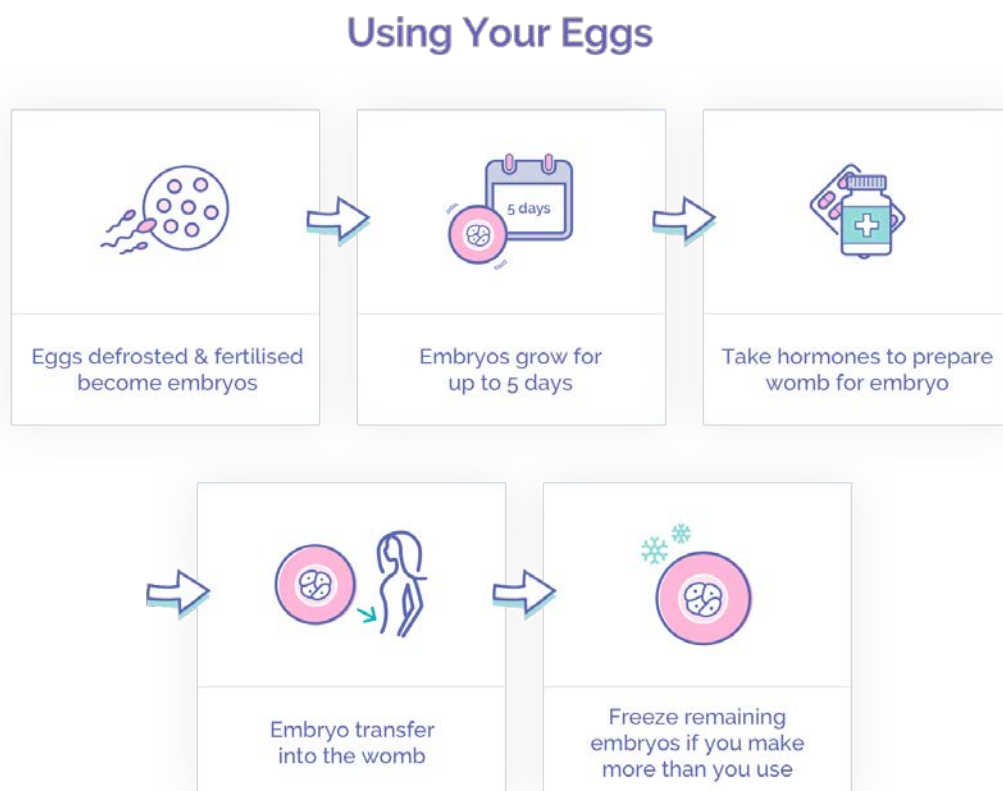 Using Your Eggs
5 days
Eggs defrosted & fertilised
become embryos
Embryos grow for
up to 5 days
Take hormones to prepare
womb for embryo
Embryo transfer
into the womb
Freeze remaining
embryos if you make
more than you use